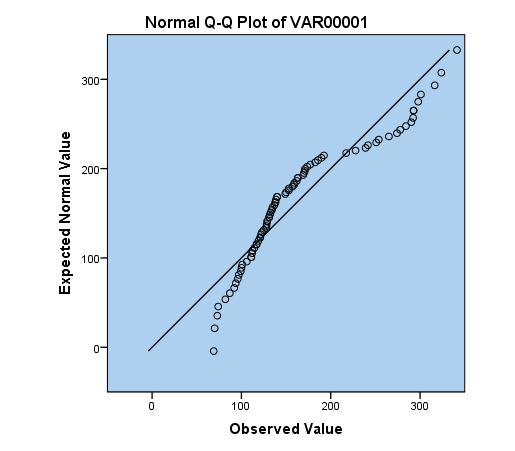 Normal Q-Q Plot of VAR00001
Expected Normal Value
300
200
100
0
0 100 200 300
Observed Value